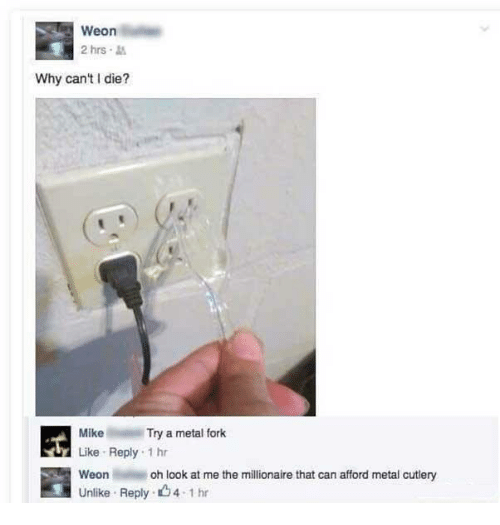 Weon
2 hrs ·
Why can't I die?
Mike Try a metal fork
Like · Reply · 1 hr
Weon oh look at me the millionaire that can afford metal cutlery
Unlike · Reply · 4 · 1 hr